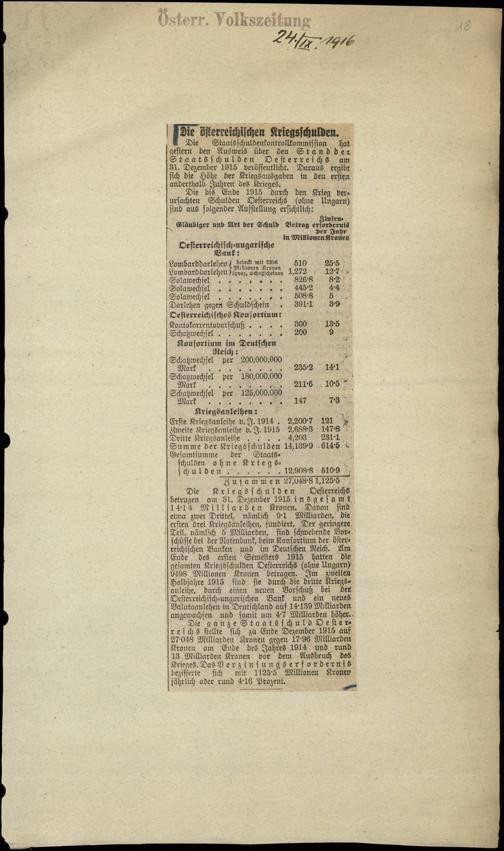 Österr. Volkszeitung
24./IX. 1916
18
Die österreichischen Kriegsschulden.
Die Staatsschuldenkontrollkommission hat
gestern den Ausweis über den Stand der
Staatsschulden Oesterreichs am
31. Dezember 1915 veröffentlicht. Daraus ergibt
sich die Höhe der Kriegsausgaben in den ersten
anderthalb Jahren des Krieges.
Die bis Ende 1915 durch den Krieg ver-
ursachten Schulden Oesterreichs (ohne Ungarn)
sind aus folgender Aufstellung ersichtlich:
Zinsen-
Gläubiger und Art der Schuld Betrag erfordernis
per Jahr
in Millionen Kronen
Oesterreichisch-ungarische
Bank:
Lombarddarlehen 510 25·5
Lombarddarlehen 1,272 12·7
Solawechsel . . . . . . . 826·8 8·2
Solawechsel . . . . . . . 445·2 4·4
Solawechsel . . . . . . . 508·8 5
Darlehen gegen Schuldschein . 391·1 3·9
Oesterreichisches Konsortium:
Kontokorrentvorschuß . . . . 300 13·5
Schatzwechsel . . . . . . . 200 9
Konsortium im Deutschen
Reich:
Schatzwechsel per 200,000.000
Mark . . . . . . . . 235·2 14·1
Schatzwechsel per 180,000.000
Mark . . . . . . . . 211·6 10·5
Schatzwechsel per 125,000.000
Mark . . . . . . . . 147 7·3
Kriegsanleihen:
Erste Kriegsanleihe v. J. 1914 . 2,200·7 121
Zweite Kriegsanleihe v. J. 1915 2,688·3 147·8
Dritte Kriegsanleihe . . . . 4,203 231·1
Summe der Kriegsschulden 14,139·9 614·5
Gesamtsumme der Staats-
schulden ohne Kriegs-
schulden . . . . . . 12,908·8 510·9
Zusammen 27,048·8 1,125·5
Die Kriegsschulden Oesterreichs
betrugen am 31. Dezember 1915 insgesamt
14·14 Milliarden Kronen. Davon sind
etwa zwei Drittel, nämlich 9·1 Milliarden, die
ersten drei Kriegsanleihen, fundiert. Der geringere
Teil, nämlich 5 Milliarden, sind schwebende Vor-
schüsse bei der Notenbank, beim Konsortium der öster-
reichischen Banken und im Deutschen Reich. Am
Ende des ersten Semesters 1915 hatten die
gesamten Kriegsschulden Oesterreichs (ohne Ungarn)
9498 Millionen Kronen betragen. Im zweiten
Halbjahre 1915 sind sie durch die dritte Kriegs-
anleihe, durch einen neuen Vorschuß bei der
Oesterreichisch-ungarischen Bank und ein neues
Valutaanlehen in Deutschland auf 14·139 Milliarden
angewachsen und somit um 4·7 Milliarden höher.
Die ganze Staatsschuld Oester-
reichs stellte sich zu Ende Dezember 1915 auf
27·048 Milliarden Kronen gegen 17·96 Milliarden
Kronen am Ende des Jahres 1914 und rund
13 Milliarden Kronen vor dem Ausbruch des
Krieges. Das Verzinsungserfordernis
bezifferte sich mit 1125·5 Millionen Kronen
jährlich oder rund 4·16 Prozent.